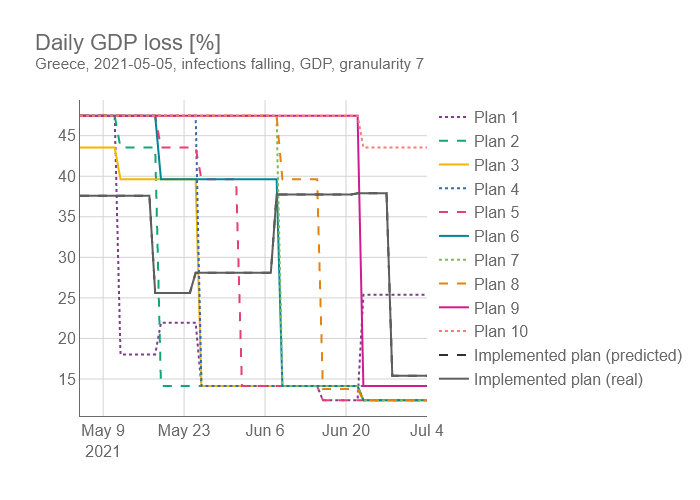 Daily GDP loss [%]
Greece, 2021-05-05, infections falling, GDP, granularity 7
45
40
35
30
25
20
15
May 9
2021
May 23
Jun 6
Jun 20
Jul 4
Plan 1
Plan 2
Plan 3
Plan 4
Plan 5
Plan 6
Plan 7
Plan 8
Plan 9
Plan 10
Implemented plan (predicted)
Implemented plan (real)